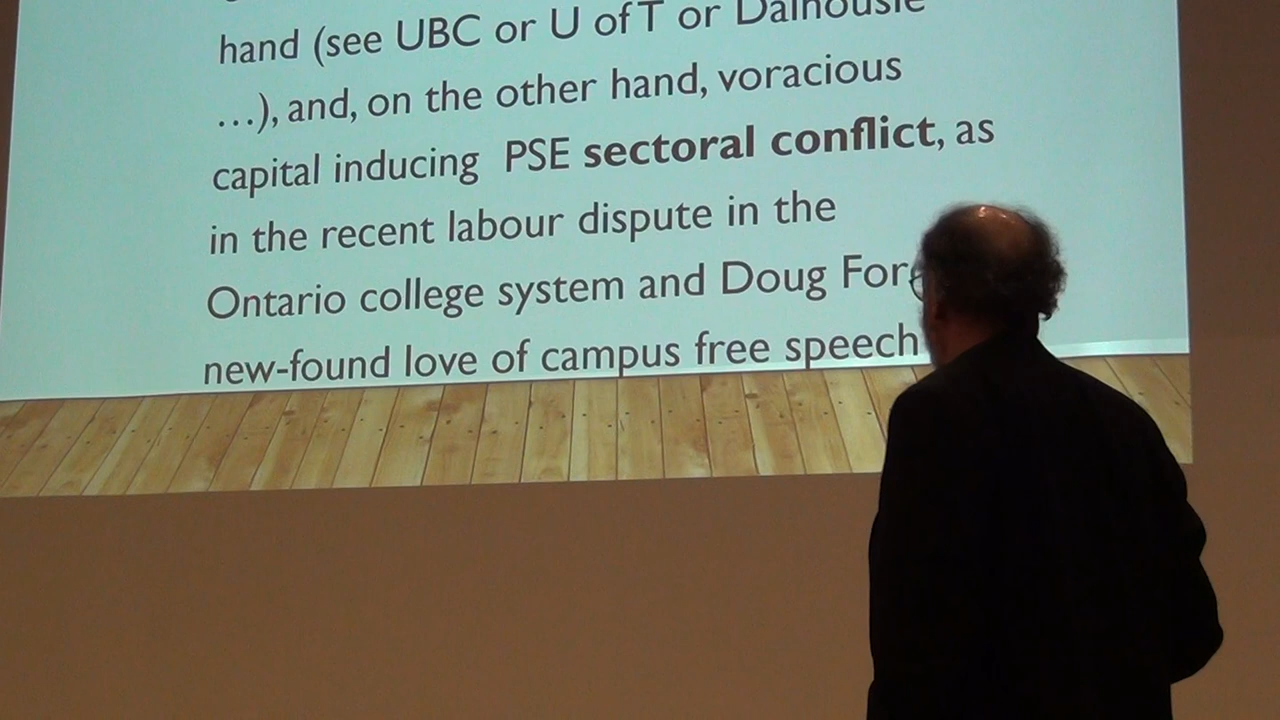 hand (see UBC or U of T or Dalhousie
…), and, on the other hand, voracious
capital inducing PSE sectoral conflict, as
in the recent labour dispute in the
Ontario college system and Doug
new-found love of campus free speech